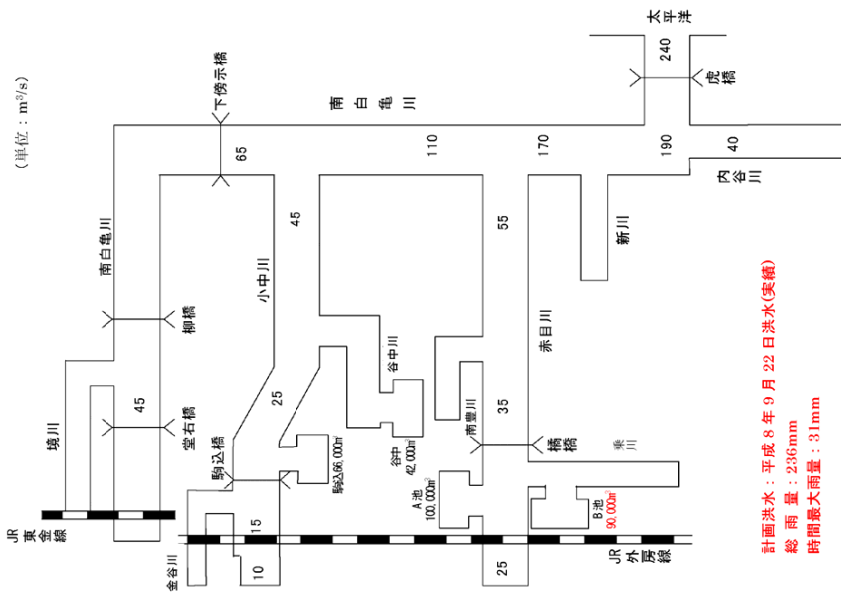 (単位：m³/s)
太平洋
240
虎橋
下傍示橋
南白亀川
65
110
170
190
40
内谷川
南白亀川
45
55
新川
小中川
柳橋
赤目川
谷中川
境川
45
堂右橋
25
駒込橋
駒込66,000㎥
谷中
42,000㎥
南豊川
35
橘橋
乗川
A池
100,000㎥
B池
90,000㎥
JR
東金線
金谷川
15
10
25
JR
外房線
計画洪水：平成8年9月22日洪水(実績)
総雨量：236mm
時間最大雨量：31mm